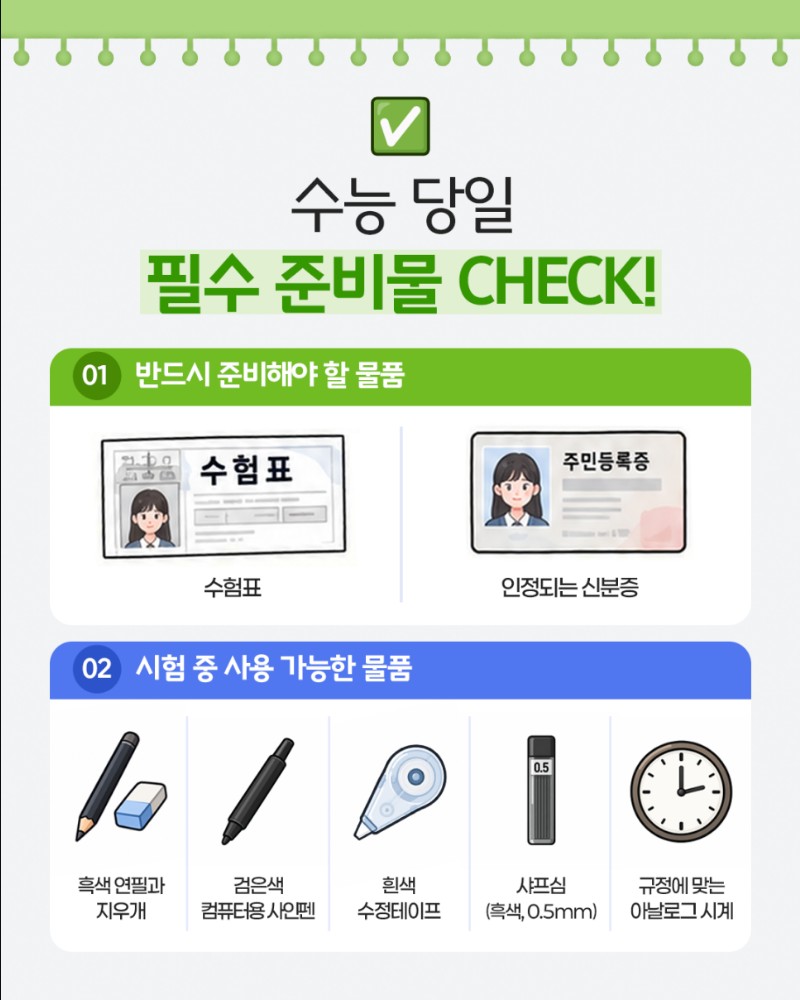 수능 당일
필수 준비물 CHECK!
01 반드시 준비해야 할 물품
수험표
주민등록증
수험표
인정되는 신분증
02 시험 중 사용 가능한 물품
0.5
흑색 연필과
지우개
검은색
컴퓨터용 사인펜
흰색
수정테이프
샤프심
(흑색, 0.5mm)
규정에 맞는
아날로그 시계